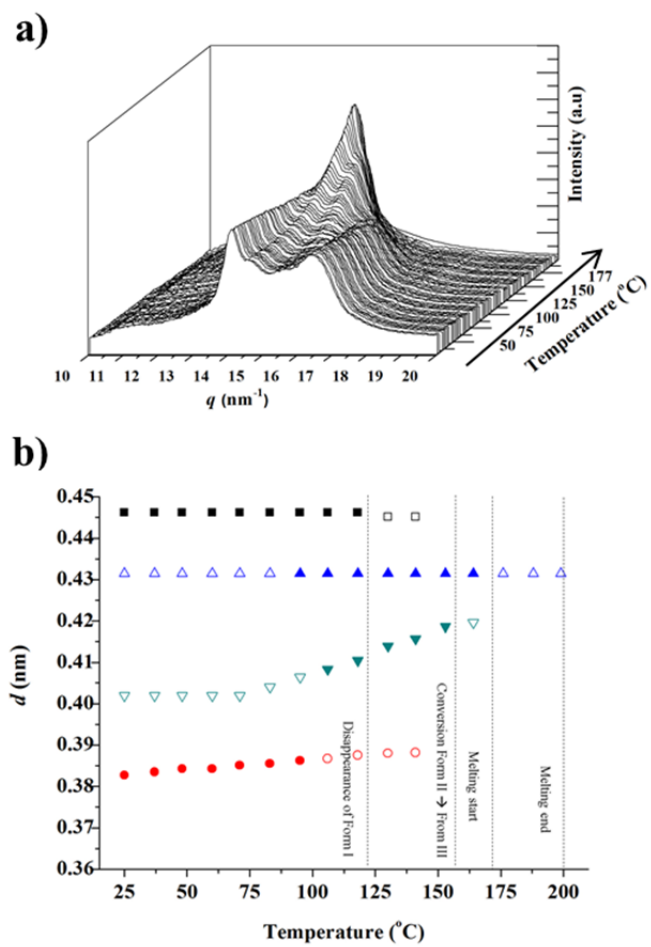 a)
Intensity (a.u)
177
150
125
100
75
50
Temperature (°C)
10 11 12 13 14 15 16 17 18 19 20
q (nm⁻¹)
b)
0.45
0.44
0.43
0.42
0.41
0.40
0.39
0.38
0.37
0.36
d (nm)
Disappearance of Form I
Conversion Form II → From III
Melting start
Melting end
25 50 75 100 125 150 175 200
Temperature (°C)